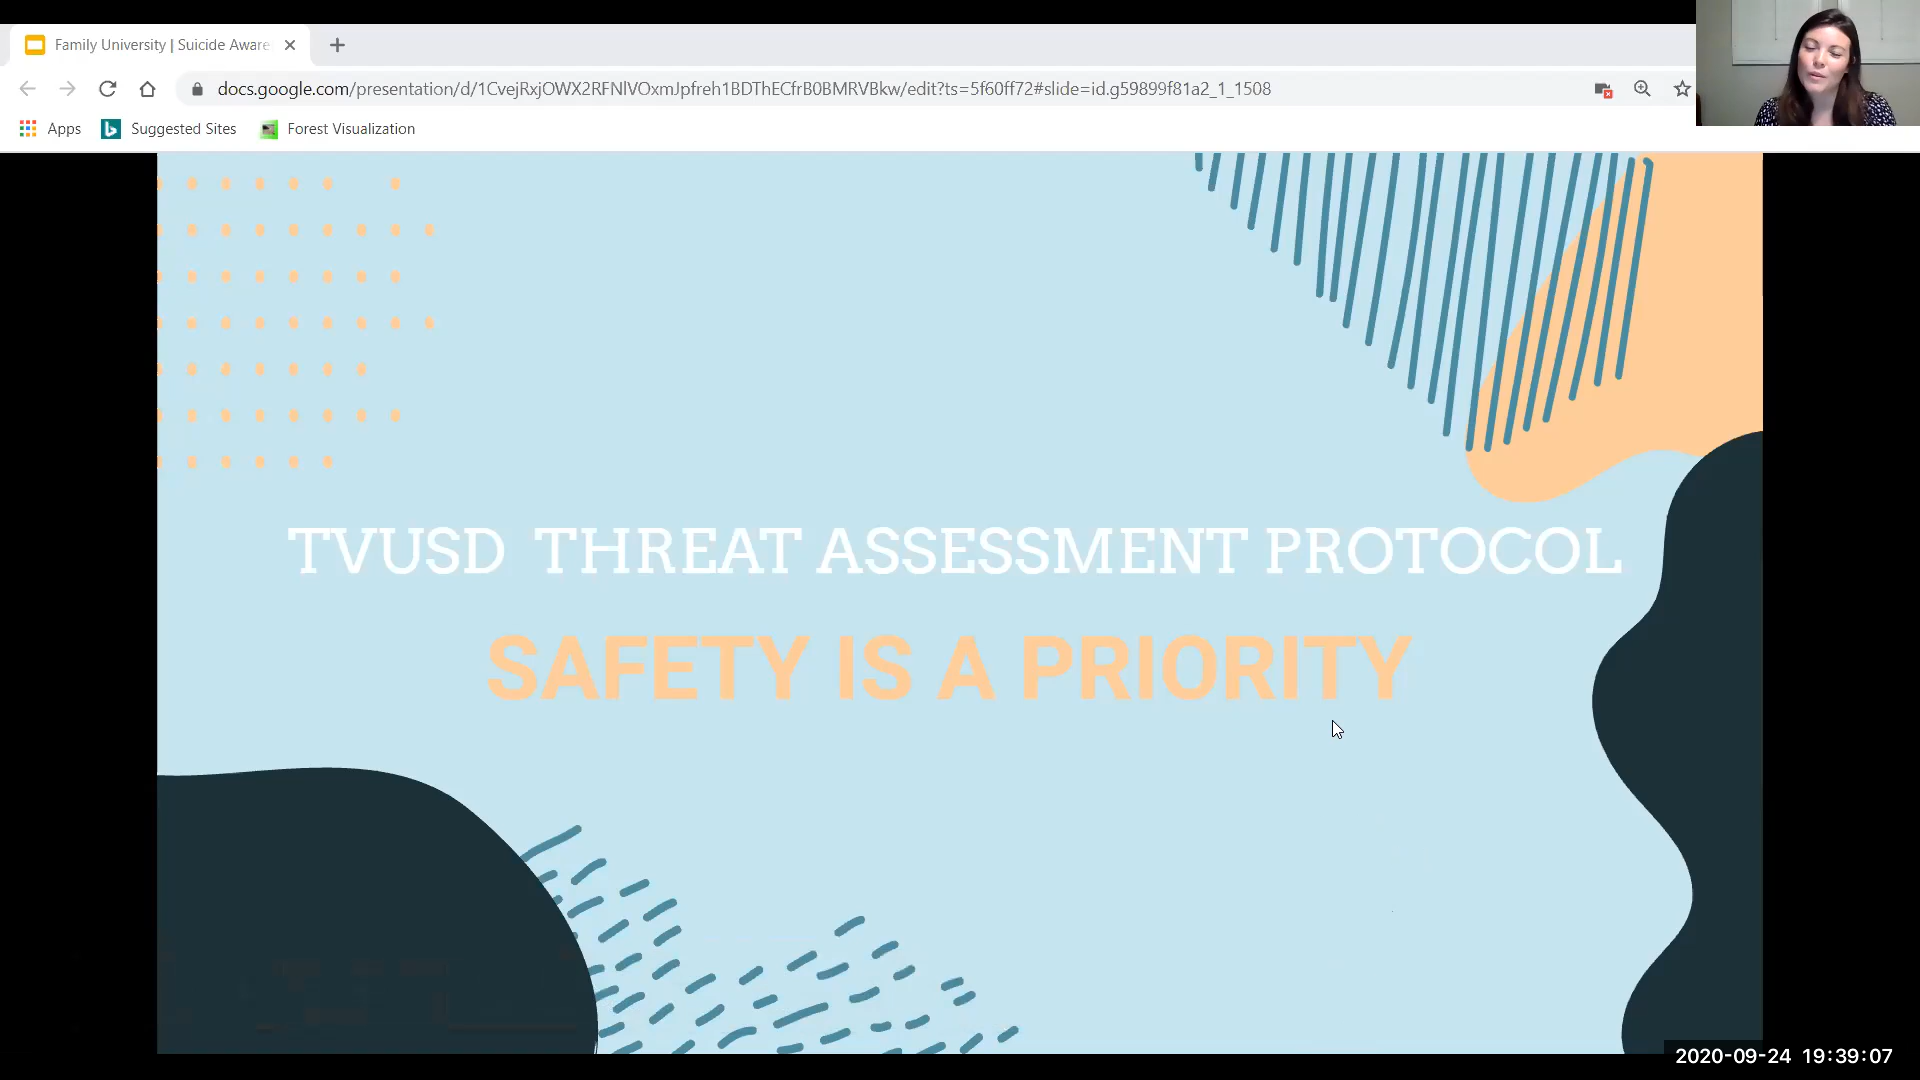 Family University | Suicide Aware
docs.google.com/presentation/d/1CvejRxjOWX2RFNlVOxmJpfreh1BDThECfrB0BMRVBkw/edit?ts=5f60ff72#slide=id.g59899f81a2_1_1508
Apps Suggested Sites Forest Visualization
TVUSD THREAT ASSESSMENT PROTOCOL
SAFETY IS A PRIORITY
2020-09-24 19:39:07